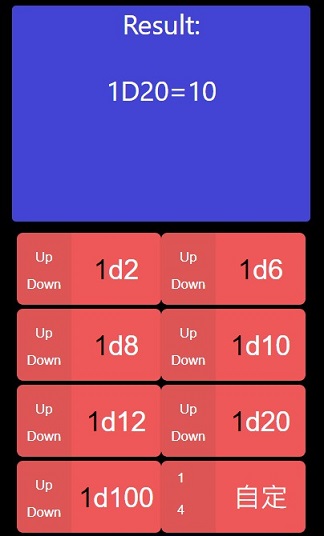 Result:
1D20=10
Up
Down
1d2
Up
Down
1d6
Up
Down
1d8
Up
Down
1d10
Up
Down
1d12
Up
Down
1d20
Up
Down
1d100
1
4
自定